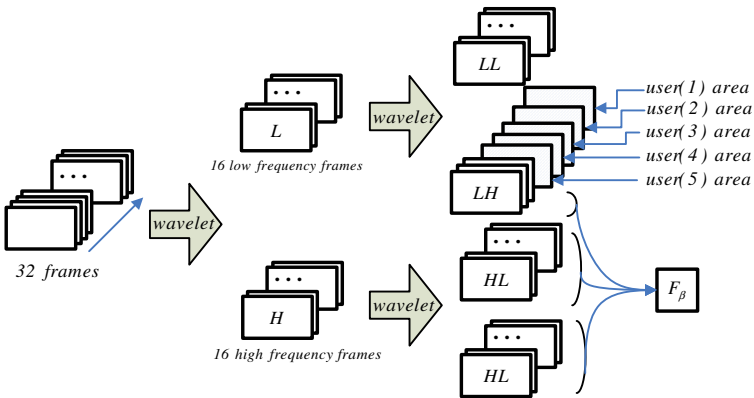 LL
user(1) area
user(2) area
user(3) area
user(4) area
user(5) area
L
wavelet
16 low frequency frames
LH
32 frames
wavelet
HL
H
wavelet
16 high frequency frames
HL
Fβ